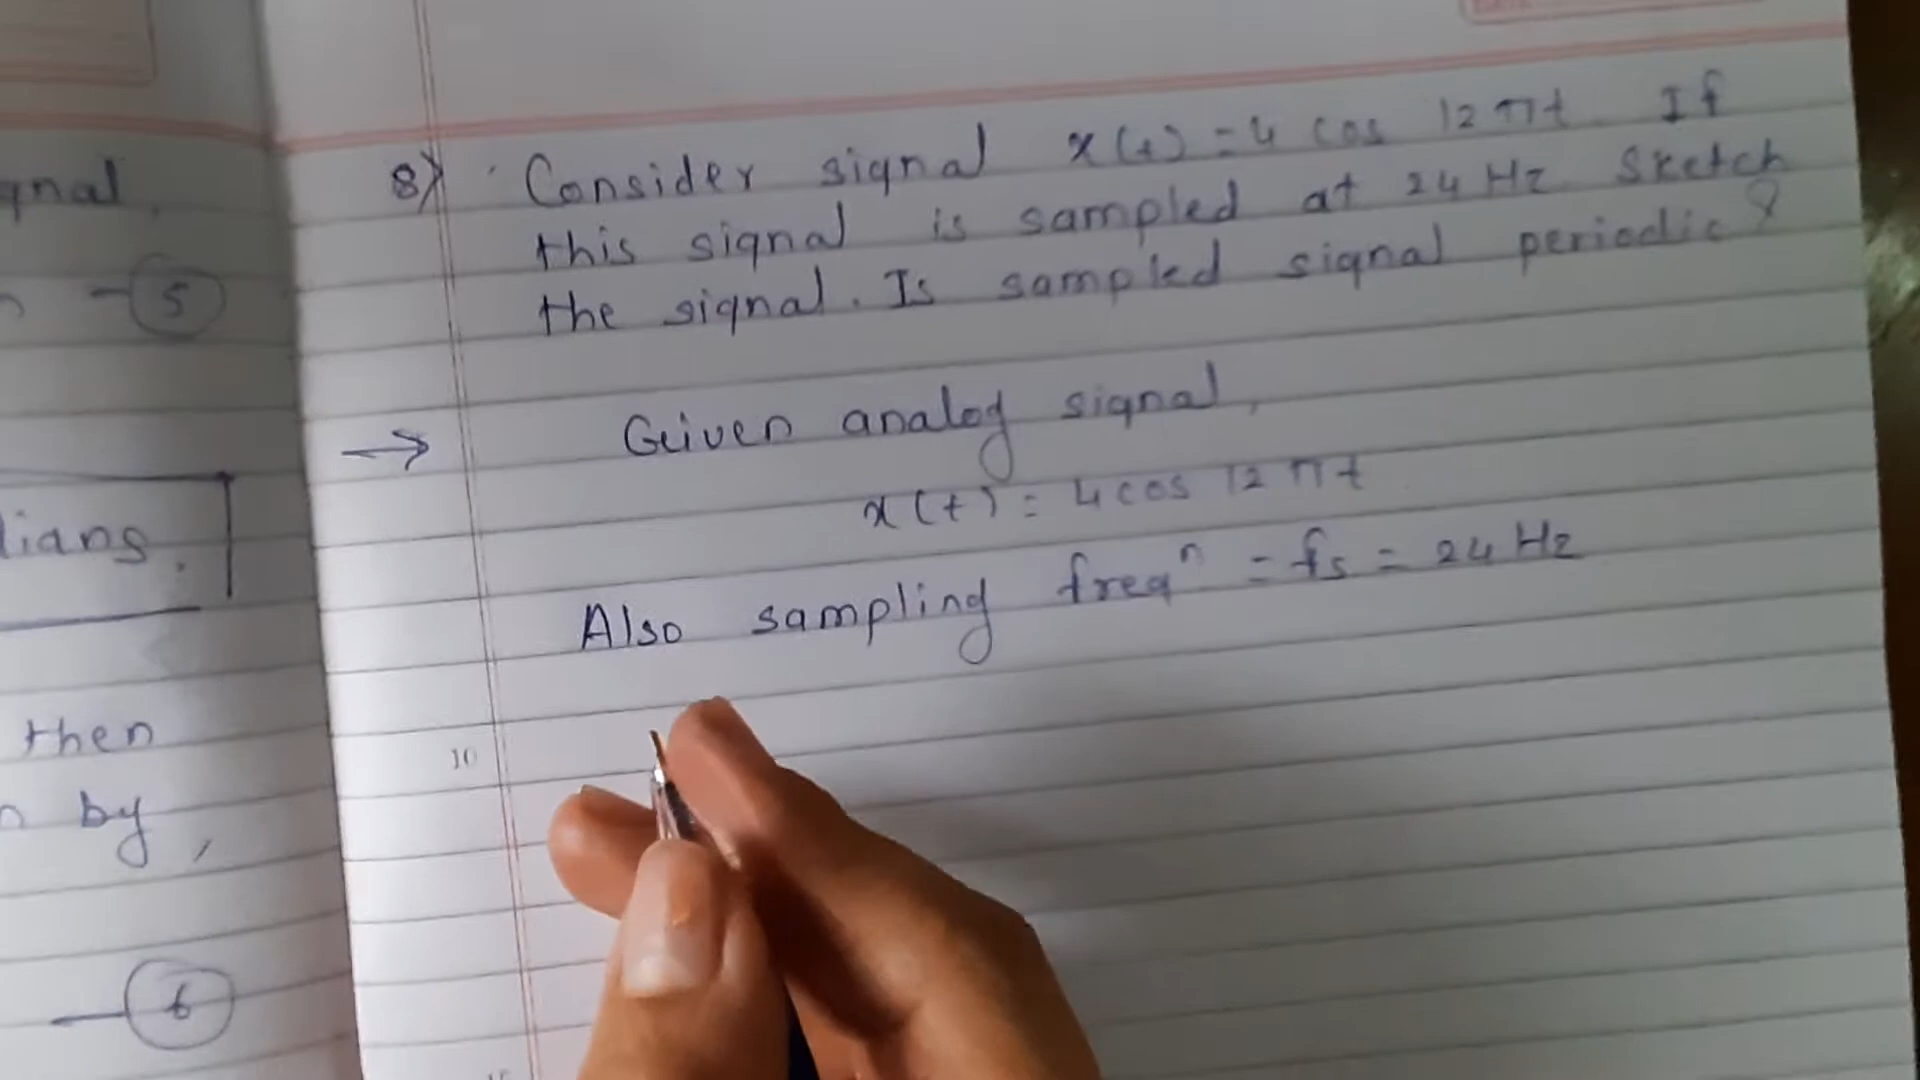 gnal,
- 5
lians.
then
by,
6
8) Consider signal x(t) = 4 cos 12πt. If
this signal is sampled at 24 Hz. Sketch
the signal. Is sampled signal periodic?
→ Given analog signal,
x(t) = 4 cos 12πt
Also sampling freqⁿ = fs = 24 Hz
10
15